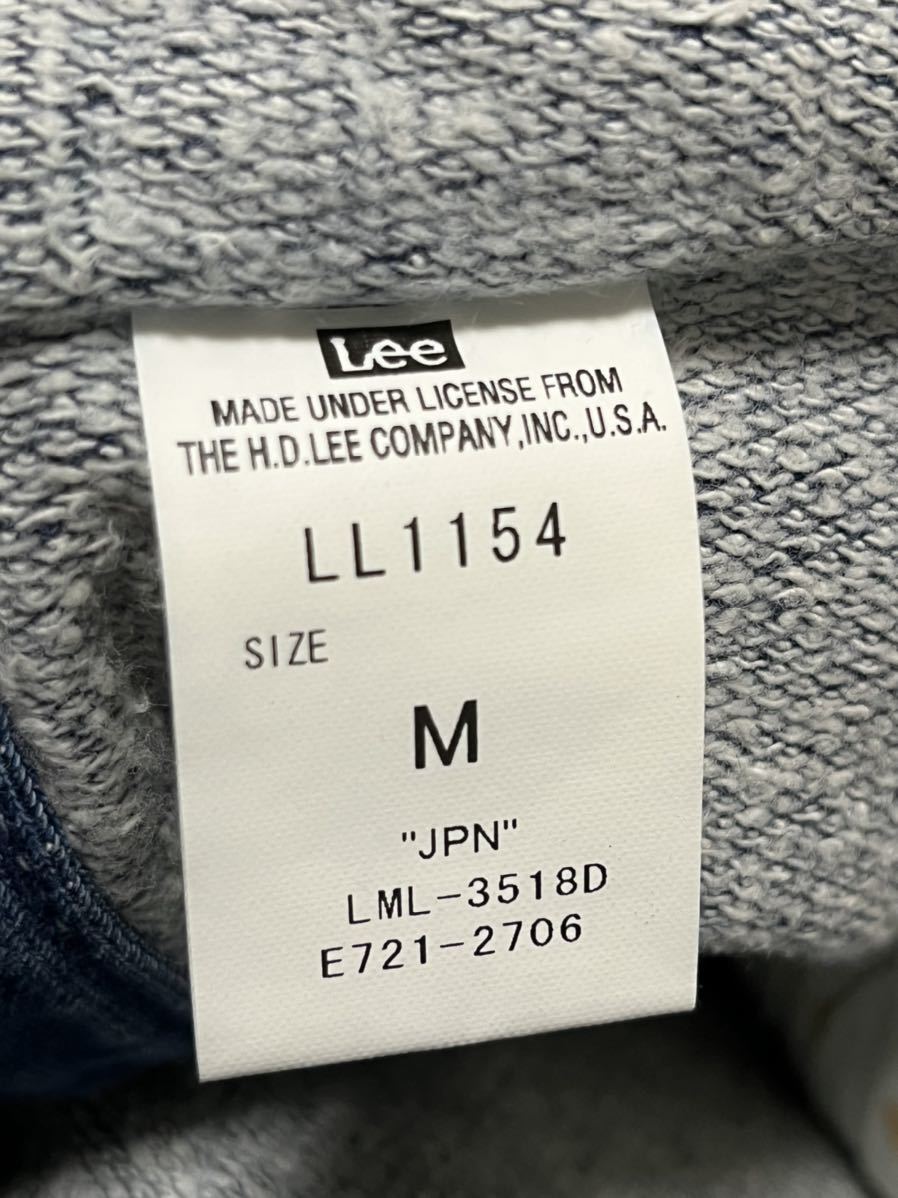 Lee
MADE UNDER LICENSE FROM
THE H.D.LEE COMPANY,INC.,U.S.A.
LL1154
SIZE
M
"JPN"
LML-3518D
E721-2706